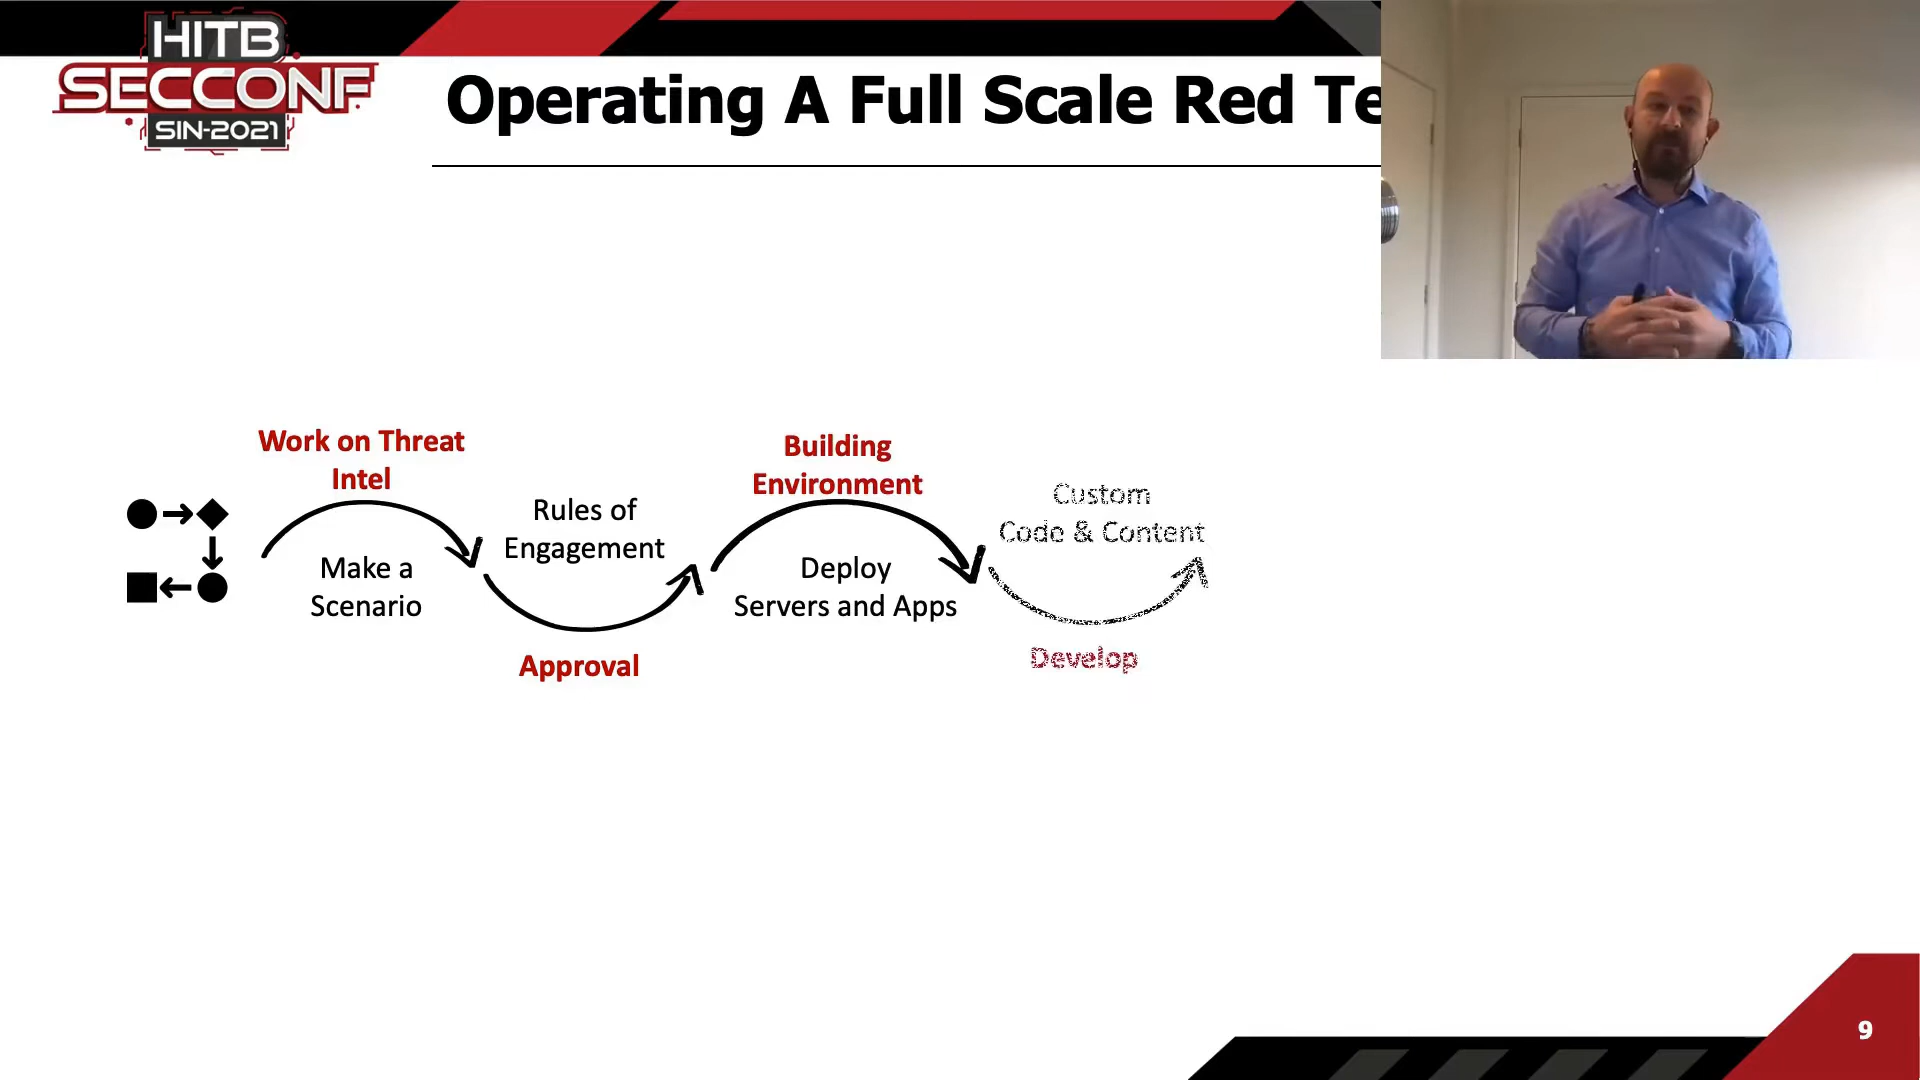 HITB
SECCONF
SIN-2021
Operating A Full Scale Red Te
Work on Threat
Intel
Make a
Scenario
Rules of
Engagement
Approval
Building
Environment
Deploy
Servers and Apps
Custom
Code & Content
Develop
9